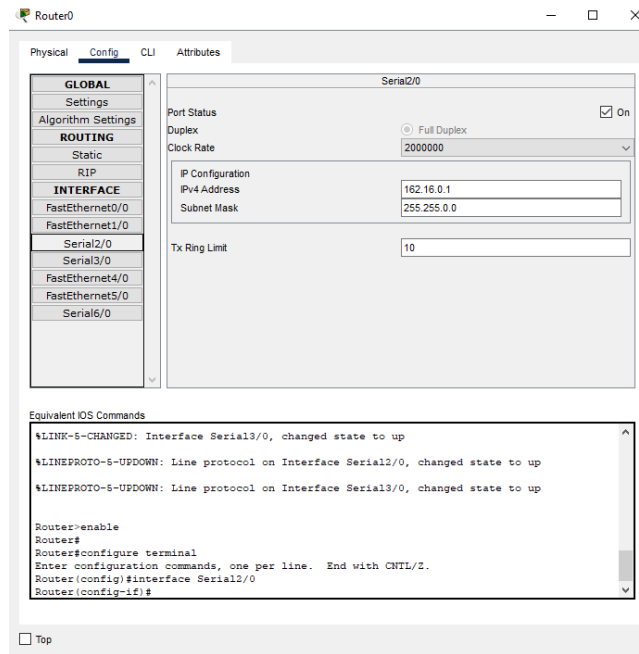 Router0
Physical Config CLI Attributes
GLOBAL
Settings
Algorithm Settings
ROUTING
Static
RIP
INTERFACE
FastEthernet0/0
FastEthernet1/0
Serial2/0
Serial3/0
FastEthernet4/0
FastEthernet5/0
Serial6/0
Serial2/0
Port Status On
Duplex Full Duplex
Clock Rate 2000000
IP Configuration
IPv4 Address 162.16.0.1
Subnet Mask 255.255.0.0
Tx Ring Limit 10
Equivalent IOS Commands
%LINK-5-CHANGED: Interface Serial3/0, changed state to up
%LINEPROTO-5-UPDOWN: Line protocol on Interface Serial2/0, changed state to up
%LINEPROTO-5-UPDOWN: Line protocol on Interface Serial3/0, changed state to up
Router>enable
Router#
Router#configure terminal
Enter configuration commands, one per line. End with CNTL/Z.
Router(config)#interface Serial2/0
Router(config-if)#
Top